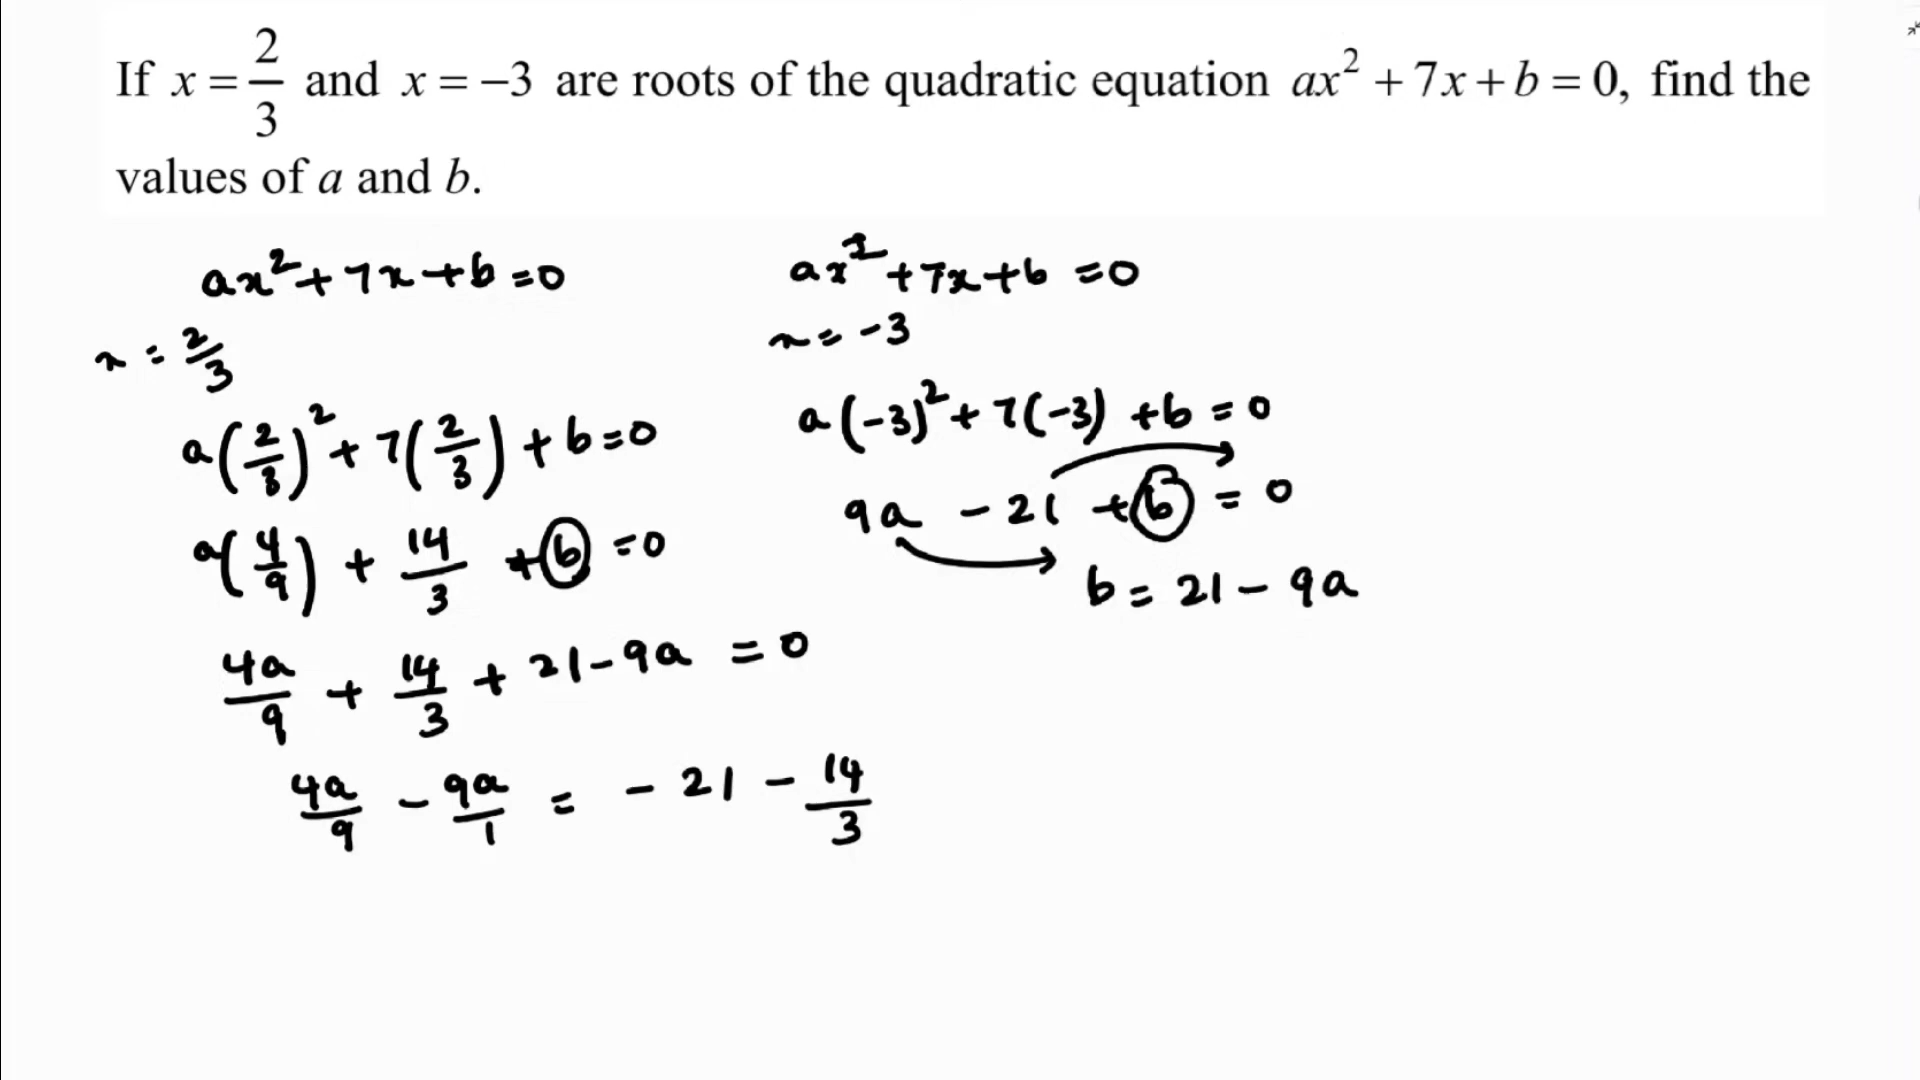 If x = 2/3 and x = −3 are roots of the quadratic equation ax² + 7x + b = 0, find the
values of a and b.
ax² + 7x + b = 0
x = 2/3
a(2/3)² + 7(2/3) + b = 0
a(4/9) + 14/3 + b = 0
4a/9 + 14/3 + 21 - 9a = 0
4a/9 - 9a/1 = - 21 - 14/3
ax² + 7x + b = 0
x = -3
a(-3)² + 7(-3) + b = 0
9a - 21 + b = 0
b = 21 - 9a